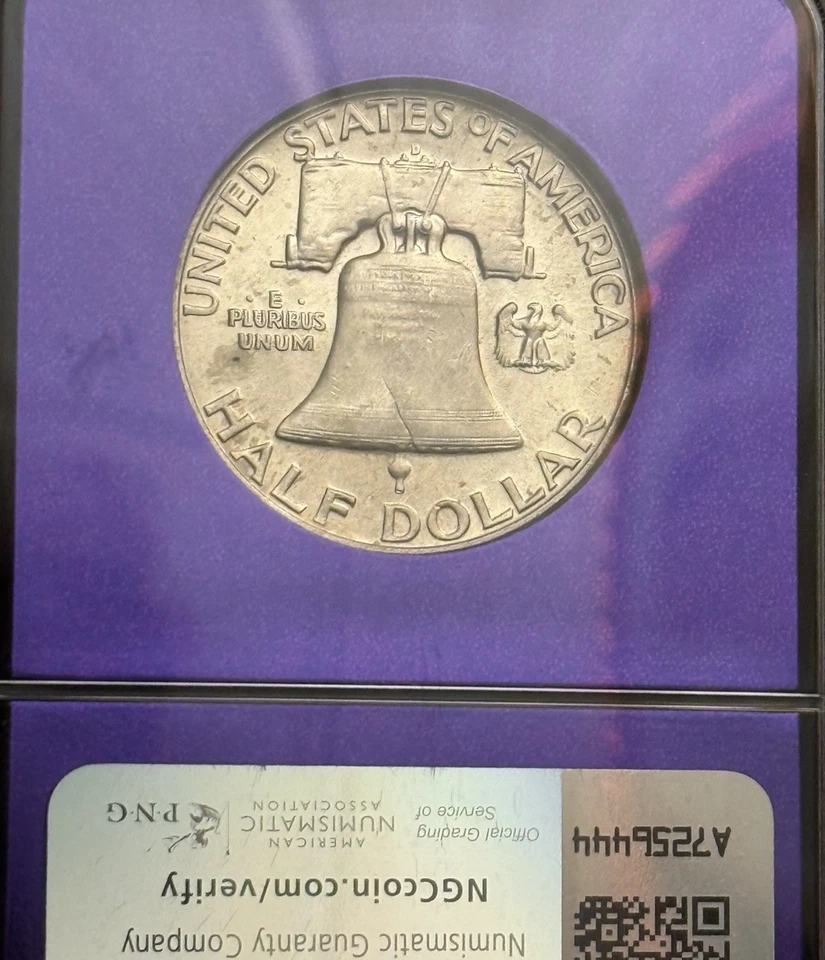 UNITED STATES OF AMERICA
D
· E ·
PLURIBUS
UNUM
HALF DOLLAR
Numismatic Guaranty Company
NGCcoin.com/verify
Official Grading
Service of
AMERICAN
NUMISMATIC
ASSOCIATION
P·N·G
A7256444